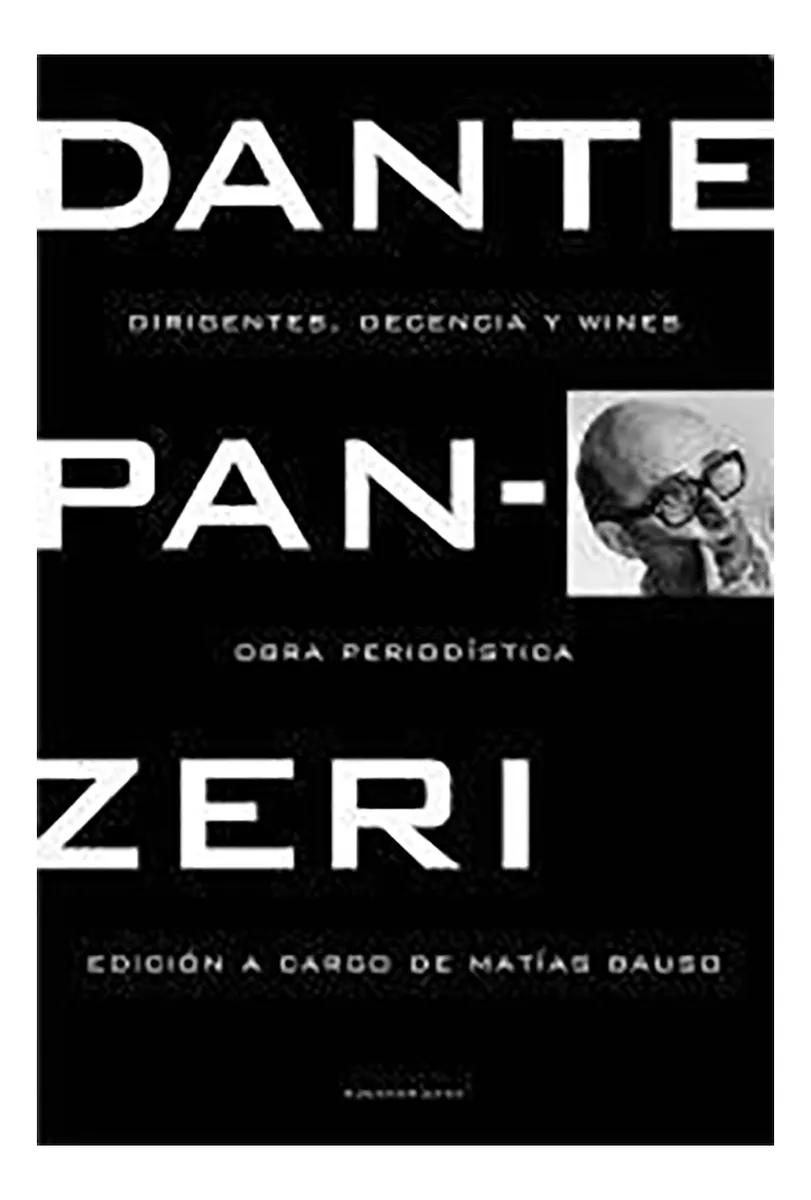 DANTE
DIRIGENTES, DECENCIA Y WINES
PAN-
OBRA PERIODÍSTICA
ZERI
EDICIÓN A CARGO DE MATÍAS BAUSO